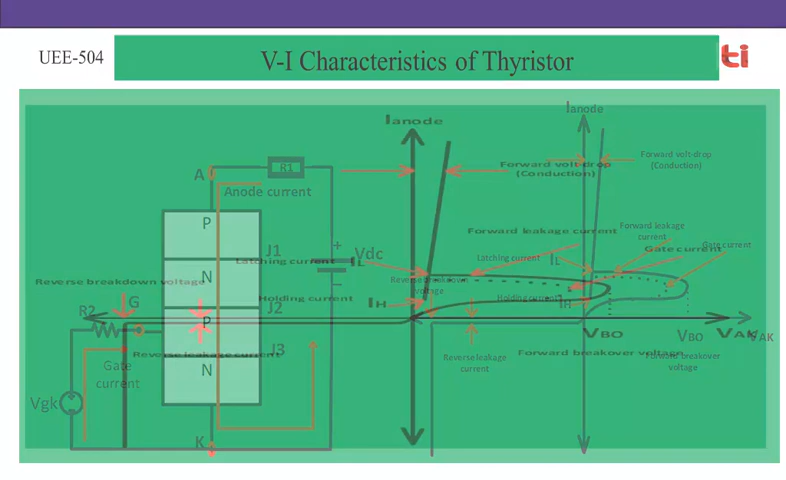 UEE-504
V-I Characteristics of Thyristor
ti
Ianode
Ianode
A
R1
Forward volt-drop
(Conduction)
Forward volt-drop
(Conduction)
Anode current
P
Forward leakage current
Forward leakage
current
Gate current
Gate current
J1
+
Vdc
Latching current
IL
Latching current
IL
N
Reverse breakdown voltage
Reverse breakdown
voltage
-
Holding current
IH
Holding current
IH
G
R2
J2
P
VBO
VBO
VAK
VAK
Reverse leakage current
J3
Reverse leakage
current
Forward breakover voltage
Forward breakover
voltage
Gate
current
N
Vgk
K